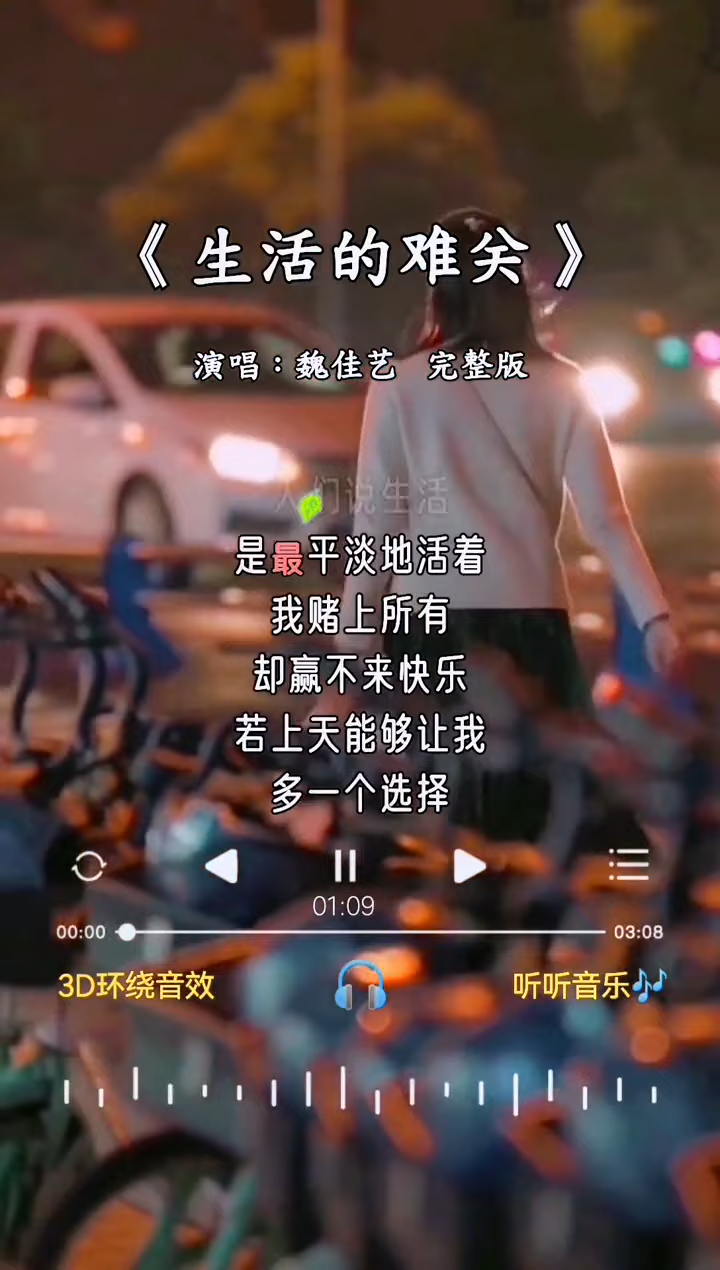 《生活的难关》
演唱：魏佳艺 完整版
人们说生活
是最平淡地活着
我赌上所有
却赢不来快乐
若上天能够让我
多一个选择
01:09
00:00 03:08
3D环绕音效 听听音乐